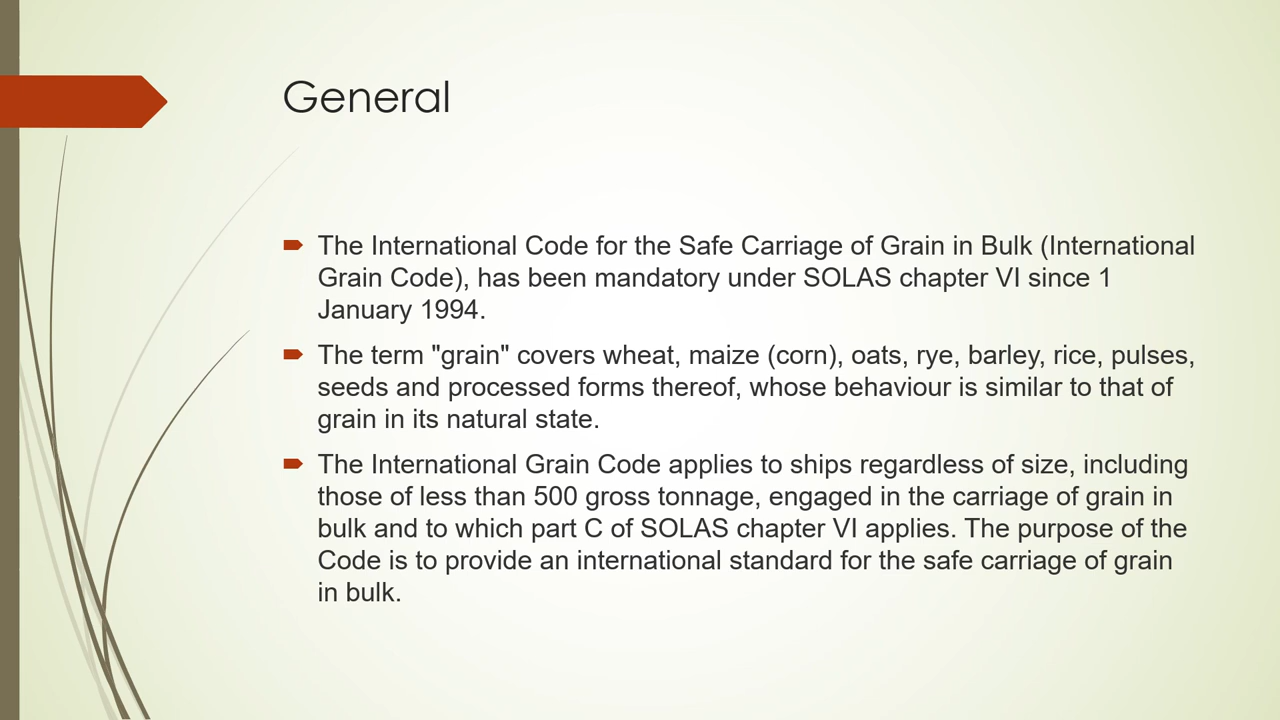 General
The International Code for the Safe Carriage of Grain in Bulk (International
Grain Code), has been mandatory under SOLAS chapter VI since 1
January 1994.
The term "grain" covers wheat, maize (corn), oats, rye, barley, rice, pulses,
seeds and processed forms thereof, whose behaviour is similar to that of
grain in its natural state.
The International Grain Code applies to ships regardless of size, including
those of less than 500 gross tonnage, engaged in the carriage of grain in
bulk and to which part C of SOLAS chapter VI applies. The purpose of the
Code is to provide an international standard for the safe carriage of grain
in bulk.